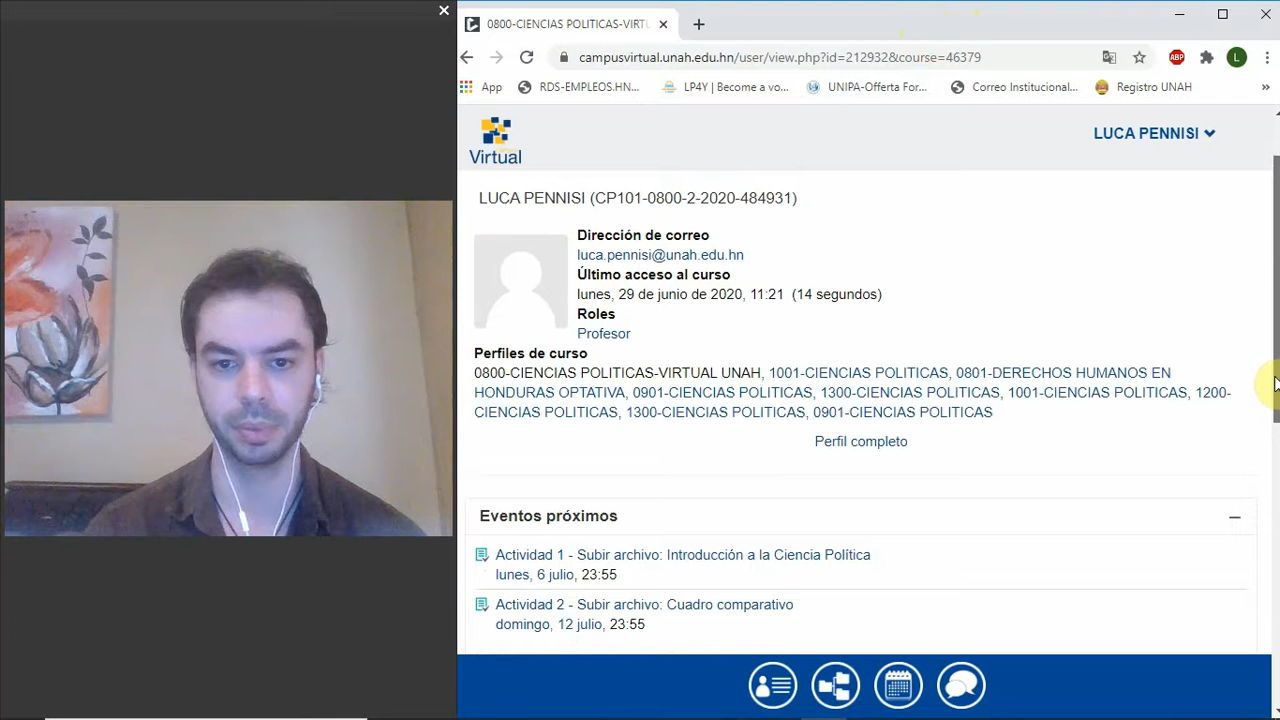 0800-CIENCIAS POLITICAS-VIRTU
campusvirtual.unah.edu.hn/user/view.php?id=212932&course=46379
ABP
L
App
RDS-EMPLEOS.HN...
LP4Y | Become a vo...
UNIPA-Offerta For...
Correo Institucional...
Registro UNAH
Virtual
LUCA PENNISI
LUCA PENNISI (CP101-0800-2-2020-484931)
Dirección de correo
luca.pennisi@unah.edu.hn
Último acceso al curso
lunes, 29 de junio de 2020, 11:21 (14 segundos)
Roles
Profesor
Perfiles de curso
0800-CIENCIAS POLITICAS-VIRTUAL UNAH, 1001-CIENCIAS POLITICAS, 0801-DERECHOS HUMANOS EN
HONDURAS OPTATIVA, 0901-CIENCIAS POLITICAS, 1300-CIENCIAS POLITICAS, 1001-CIENCIAS POLITICAS, 1200-
CIENCIAS POLITICAS, 1300-CIENCIAS POLITICAS, 0901-CIENCIAS POLITICAS
Perfil completo
Eventos próximos
Actividad 1 - Subir archivo: Introducción a la Ciencia Política
lunes, 6 julio, 23:55
Actividad 2 - Subir archivo: Cuadro comparativo
domingo, 12 julio, 23:55